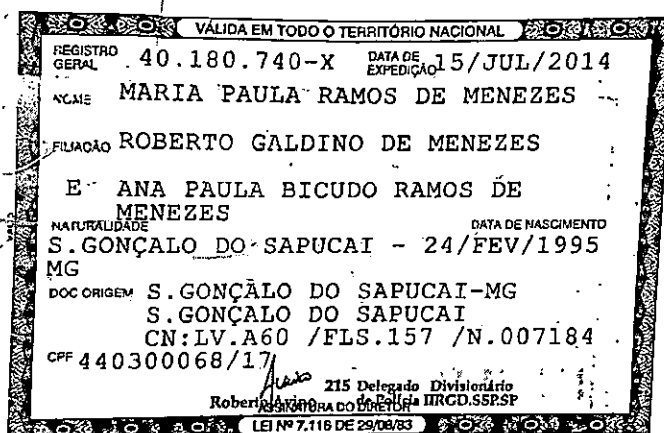 VÁLIDA EM TODO O TERRITÓRIO NACIONAL
REGISTRO GERAL 40.180.740-X DATA DE EXPEDIÇÃO 15/JUL/2014
NOME MARIA PAULA RAMOS DE MENEZES
FILIAÇÃO ROBERTO GALDINO DE MENEZES
E ANA PAULA BICUDO RAMOS DE
MENEZES
NATURALIDADE DATA DE NASCIMENTO
S.GONÇALO DO SAPUCAI - 24/FEV/1995
MG
DOC ORIGEM S.GONÇALO DO SAPUCAI-MG
S.GONÇALO DO SAPUCAI
CN:LV.A60 /FLS.157 /N.007184
CPF 440300068/17
215 Delegado Divisionário
Roberto Avino de Polícia IIRGD.SSP.SP
ASSINATURA DO DIRETOR
LEI Nº 7.116 DE 29/08/83